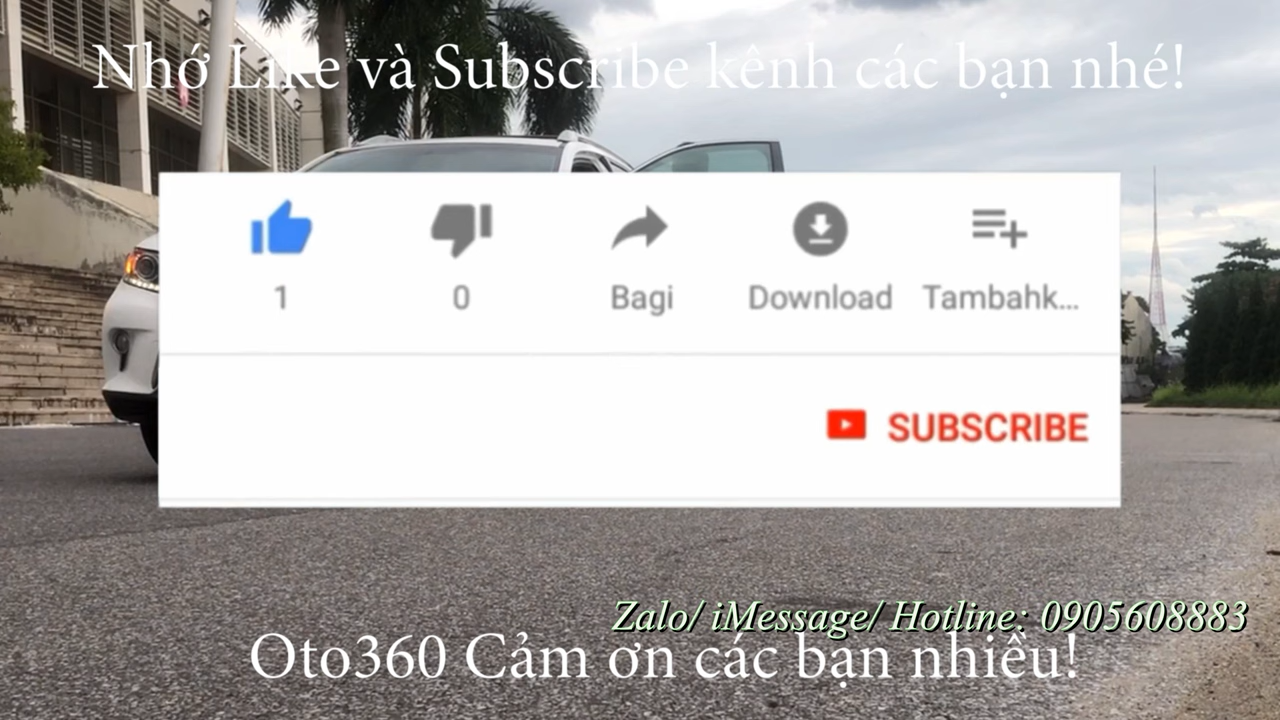 Nhớ Like và Subscribe kênh các bạn nhé!
1 0 Bagi Download Tambahk...
SUBSCRIBE
Zalo/ iMessage/ Hotline: 0905608883
Oto360 Cảm ơn các bạn nhiều!